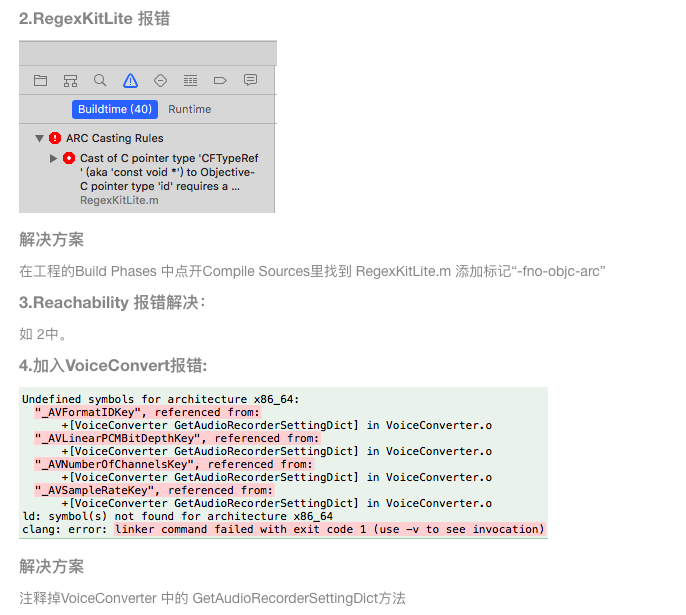 2.RegexKitLite 报错
Buildtime (40) Runtime
ARC Casting Rules
Cast of C pointer type 'CFTypeRef
' (aka 'const void *') to Objective-
C pointer type 'id' requires a ...
RegexKitLite.m
解决方案
在工程的Build Phases 中点开Compile Sources里找到 RegexKitLite.m 添加标记“-fno-objc-arc”
3.Reachability 报错解决：
如 2中。
4.加入VoiceConvert报错:
Undefined symbols for architecture x86_64:
"_AVFormatIDKey", referenced from:
+[VoiceConverter GetAudioRecorderSettingDict] in VoiceConverter.o
"_AVLinearPCMBitDepthKey", referenced from:
+[VoiceConverter GetAudioRecorderSettingDict] in VoiceConverter.o
"_AVNumberOfChannelsKey", referenced from:
+[VoiceConverter GetAudioRecorderSettingDict] in VoiceConverter.o
"_AVSampleRateKey", referenced from:
+[VoiceConverter GetAudioRecorderSettingDict] in VoiceConverter.o
ld: symbol(s) not found for architecture x86_64
clang: error: linker command failed with exit code 1 (use -v to see invocation)
解决方案
注释掉VoiceConverter 中的 GetAudioRecorderSettingDict方法